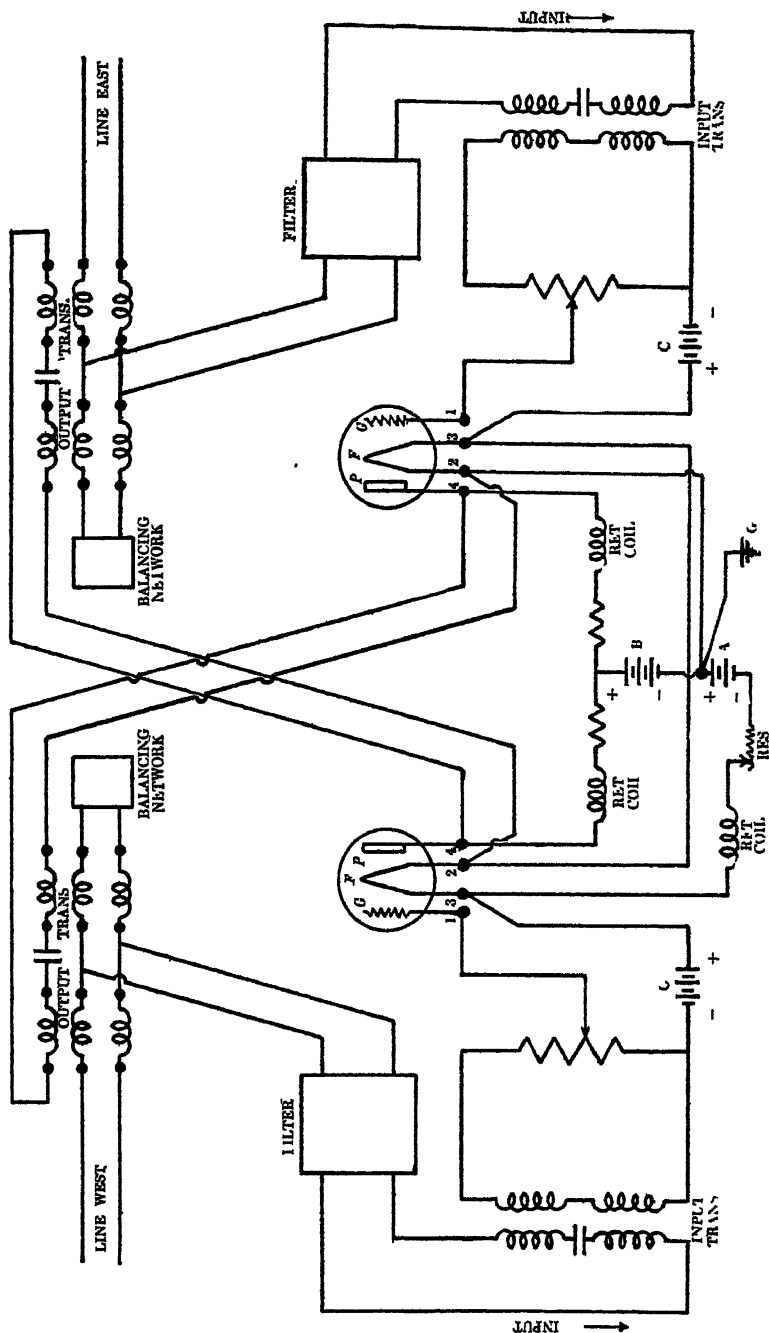 LINE WEST
OUTPUT
TRANS
BALANCING
NETWORK
BALANCING
NETWORK
OUTPUT
TRANS.
LINE EAST
FILTER
G
F
P
1
3
2
4
P
F
G
4
2
3
1
FILTER
INPUT
INPUT
TRANS
C
-
+
RET
COIL
RET
COIL
+
B
-
+
A
-
RET
COIL
RES
G
C
+
-
INPUT
TRANS
INPUT